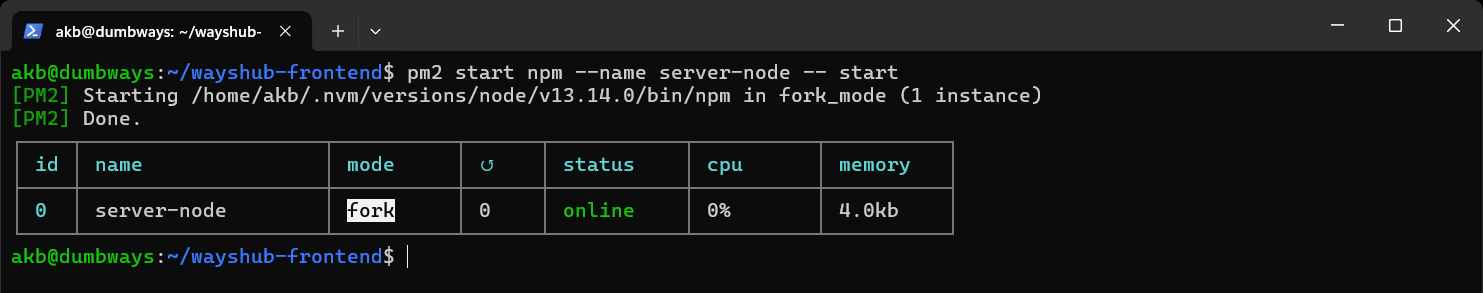 akb@dumbways: ~/wayshub-
akb@dumbways:~/wayshub-frontend$ pm2 start npm --name server-node -- start
[PM2] Starting /home/akb/.nvm/versions/node/v13.14.0/bin/npm in fork_mode (1 instance)
[PM2] Done.
id name mode ↺ status cpu memory
0 server-node fork 0 online 0% 4.0kb
akb@dumbways:~/wayshub-frontend$